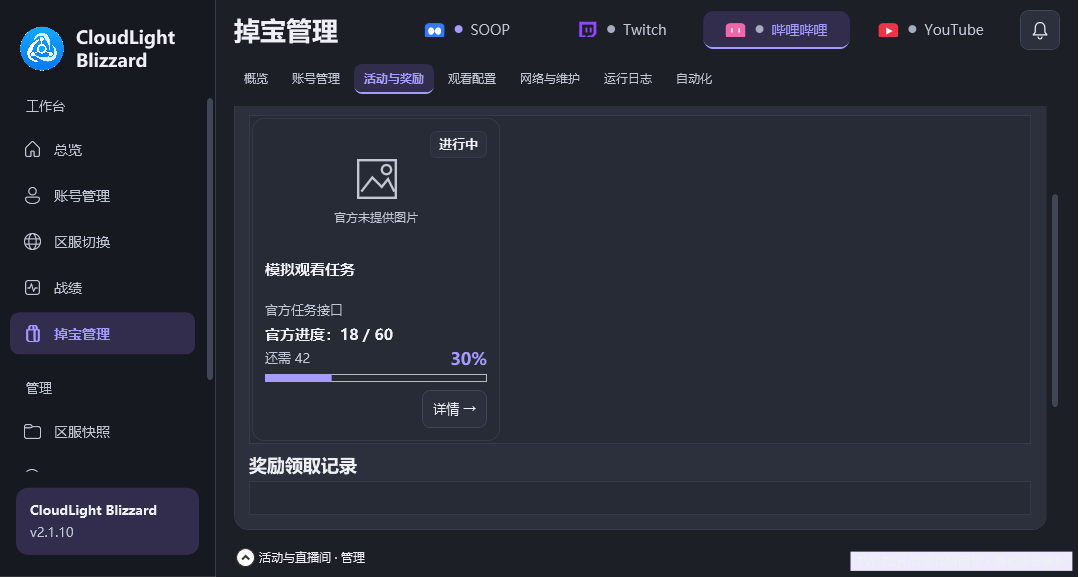 CloudLight
Blizzard
工作台
总览
账号管理
区服切换
战绩
掉宝管理
管理
区服快照
CloudLight Blizzard
v2.1.10
掉宝管理
SOOP
Twitch
哔哩哔哩
YouTube
概览
账号管理
活动与奖励
观看配置
网络与维护
运行日志
自动化
进行中
官方未提供图片
模拟观看任务
官方任务接口
官方进度：18 / 60
还需 42
30%
详情 →
奖励领取记录
活动与直播间 · 管理